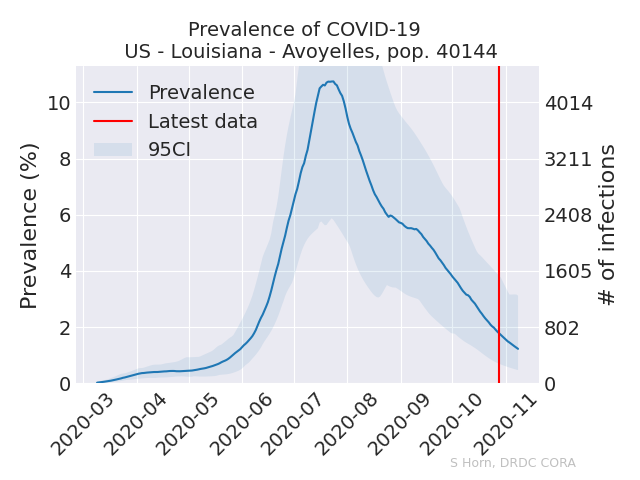 Prevalence of COVID-19
US - Louisiana - Avoyelles, pop. 40144
Prevalence
Latest data
95CI
Prevalence (%)
10
8
6
4
2
0
4014
3211
2408
1605
802
0
# of infections
2020-03
2020-04
2020-05
2020-06
2020-07
2020-08
2020-09
2020-10
2020-11
S Horn, DRDC CORA